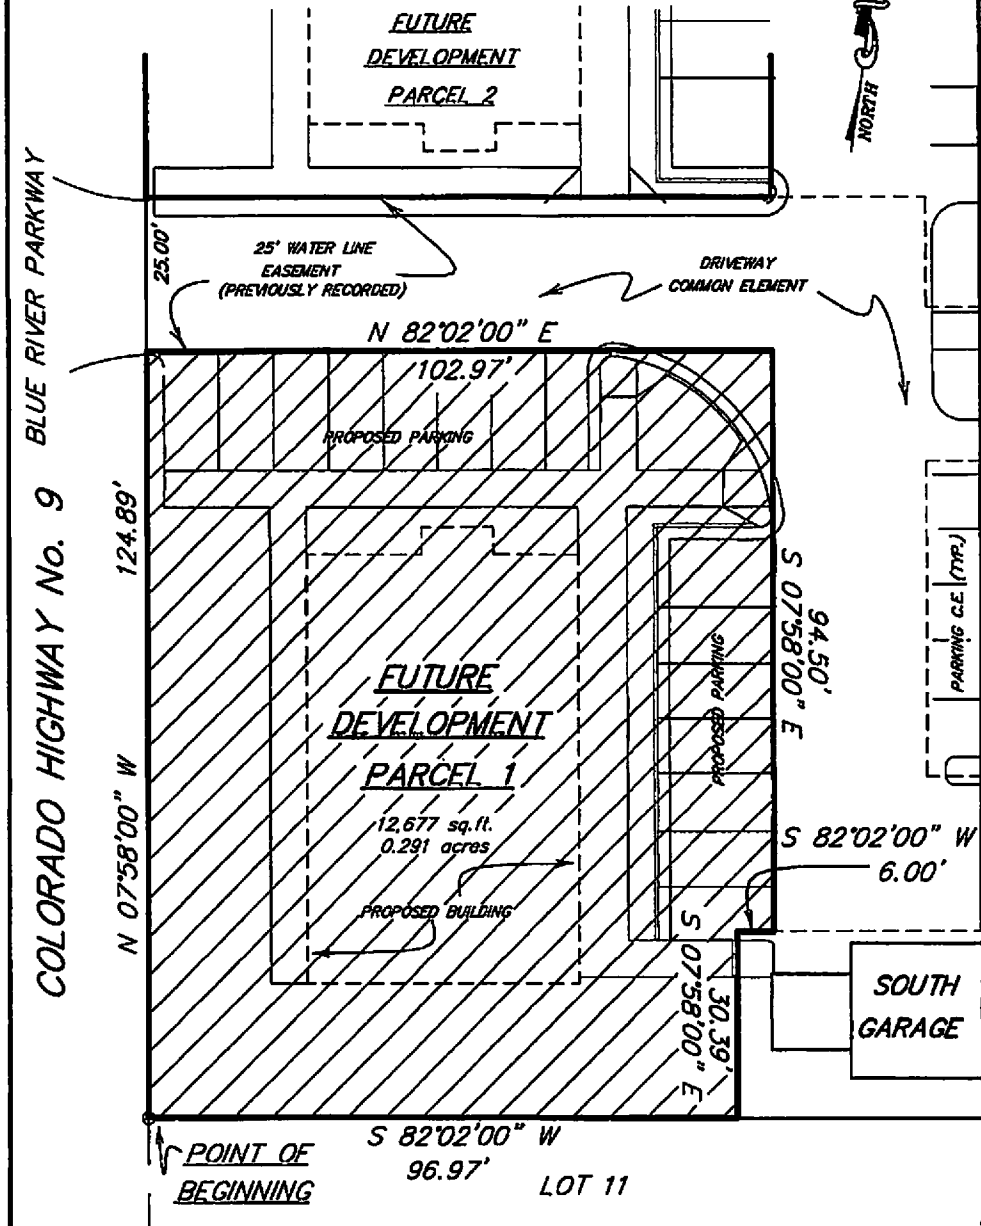 FUTURE
DEVELOPMENT
PARCEL 2
NORTH
BLUE RIVER PARKWAY
COLORADO HIGHWAY No. 9
25.00'
25' WATER LINE
EASEMENT
(PREVIOUSLY RECORDED)
DRIVEWAY
COMMON ELEMENT
N 82°02'00" E
102.97'
PROPOSED PARKING
124.89'
N 07°58'00" W
94.50'
S 07°58'00" E
PARKING C.E. (TYP.)
PROPOSED PARKING
FUTURE
DEVELOPMENT
PARCEL 1
12,677 sq.ft.
0.291 acres
PROPOSED BUILDING
S 82°02'00" W
6.00'
30.39'
S 07°58'00" E
SOUTH
GARAGE
S 82°02'00" W
96.97'
POINT OF
BEGINNING
LOT 11